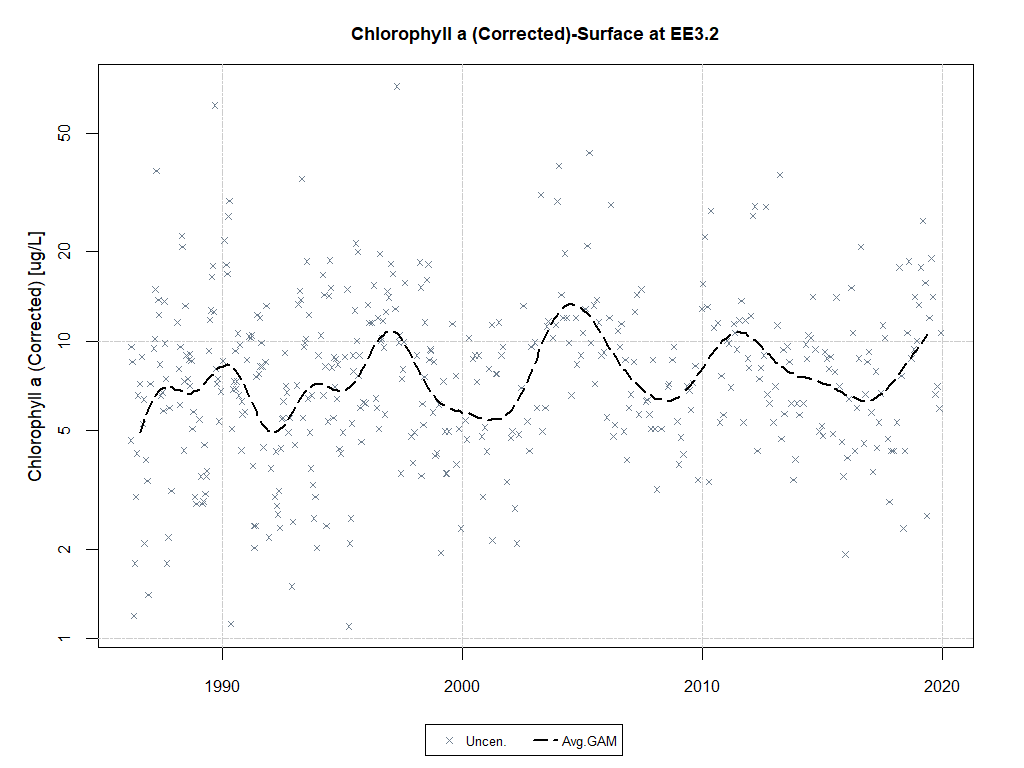 Chlorophyll a (Corrected)-Surface at EE3.2
Chlorophyll a (Corrected) [ug/L]
50
20
10
5
2
1
1990 2000 2010 2020
Uncen. Avg.GAM